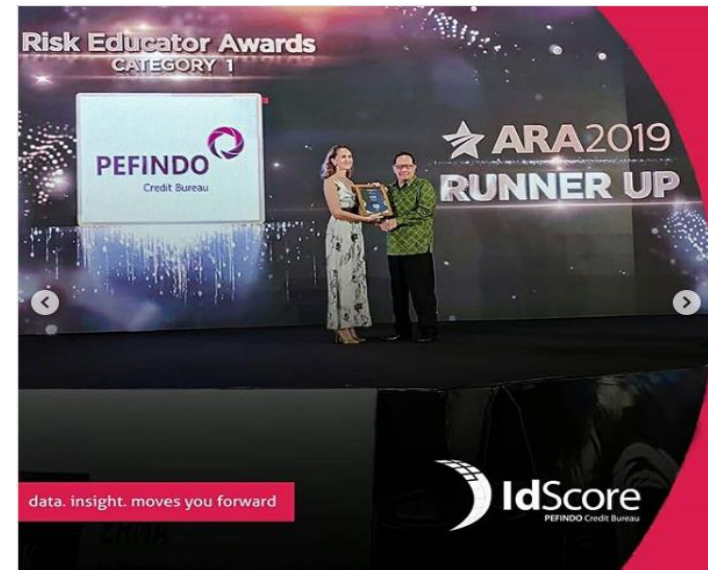 Risk Educator Awards
CATEGORY 1
PEFINDO
Credit Bureau
ARA2019
RUNNER UP
data. insight. moves you forward
IdScore
PEFINDO Credit Bureau